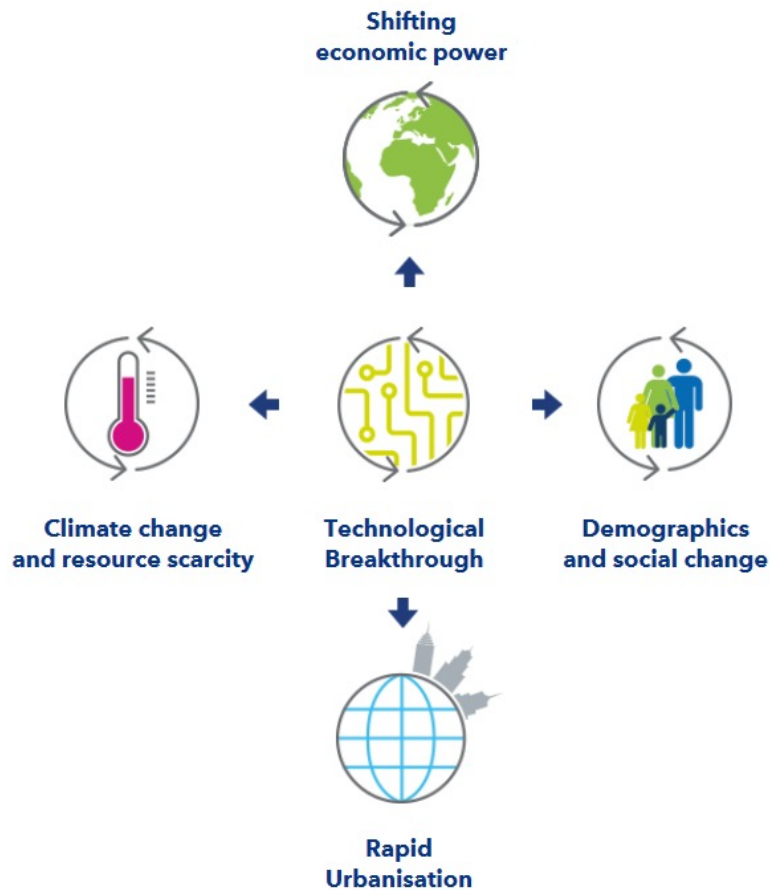 Shifting
economic power
Climate change
and resource scarcity
Technological
Breakthrough
Demographics
and social change
Rapid
Urbanisation